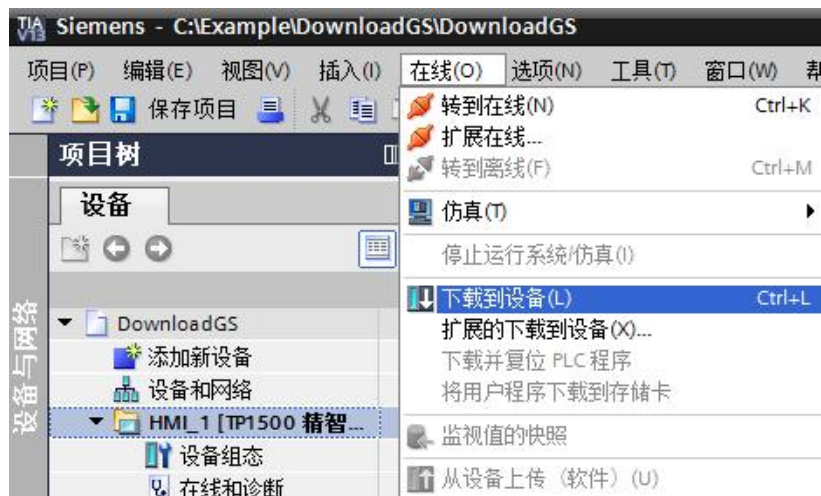 TIA V13 Siemens - C:\Example\DownloadGS\DownloadGS
项目(P) 编辑(E) 视图(V) 插入(I) 在线(O) 选项(N) 工具(T) 窗口(W)
保存项目
转到在线(N) Ctrl+K
扩展在线...
转到离线(F) Ctrl+M
仿真(T)
停止运行系统/仿真(I)
下载到设备(L) Ctrl+L
扩展的下载到设备(X)...
下载并复位 PLC 程序
将用户程序下载到存储卡
监视值的快照
从设备上传（软件）(U)
项目树
设备
设备与网络
DownloadGS
添加新设备
设备和网络
HMI_1 [TP1500 精智...
设备组态
在线和诊断